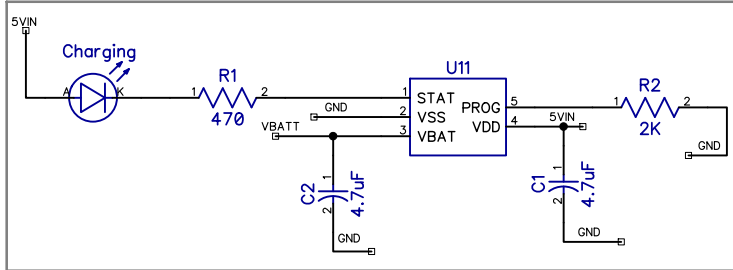 5VIN
Charging
A
K
1
R1
2
470
U11
1
STAT
GND
2
VSS
VBATT
3
VBAT
PROG
5
VDD
4
5VIN
1
R2
2
2K
GND
1
C2
4.7uF
2
GND
1
C1
4.7uF
2
GND